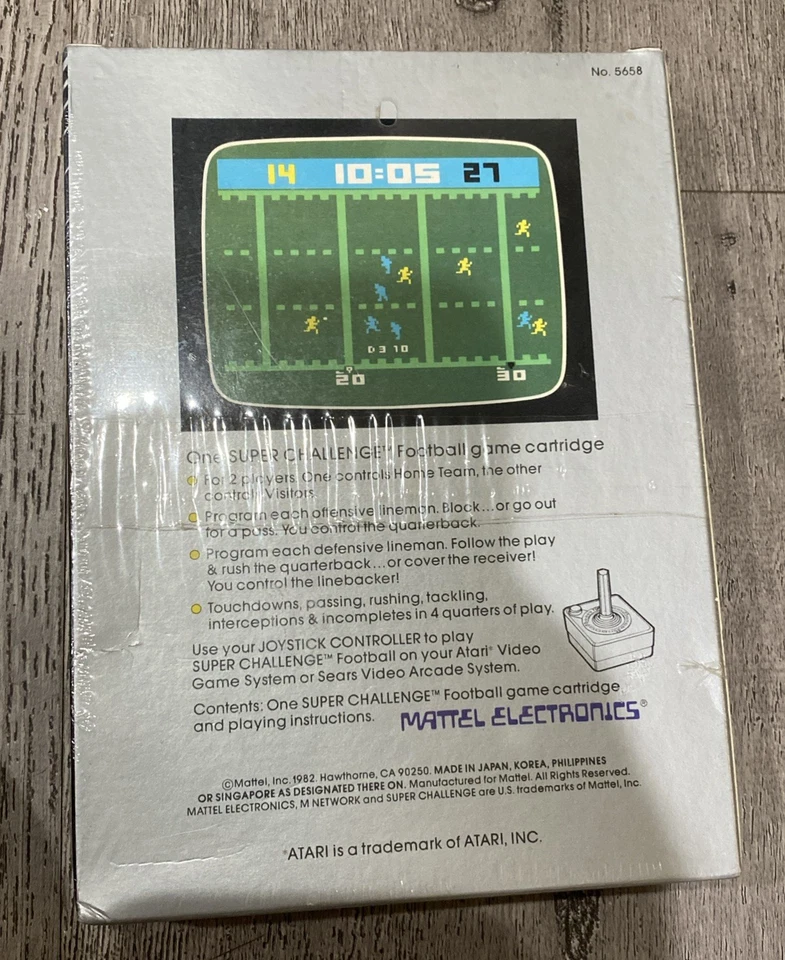 No. 5658
14 10:05 27
D 3 10
20 30
One SUPER CHALLENGE™ Football game cartridge
For 2 players. One controls Home Team, the other
controls Visitors.
Program each offensive lineman. Block...or go out
for a pass. You control the quarterback.
Program each defensive lineman. Follow the play
& rush the quarterback...or cover the receiver!
You control the linebacker!
Touchdowns, passing, rushing, tackling,
interceptions & incompletes in 4 quarters of play.
Use your JOYSTICK CONTROLLER to play
SUPER CHALLENGE™ Football on your Atari® Video
Game System or Sears Video Arcade System.
Contents: One SUPER CHALLENGE™ Football game cartridge
and playing instructions.
MATTEL ELECTRONICS®
©Mattel, Inc. 1982. Hawthorne, CA 90250. MADE IN JAPAN, KOREA, PHILIPPINES
OR SINGAPORE AS DESIGNATED THERE ON. Manufactured for Mattel. All Rights Reserved.
MATTEL ELECTRONICS, M NETWORK and SUPER CHALLENGE are U.S. trademarks of Mattel, Inc.
®ATARI is a trademark of ATARI, INC.